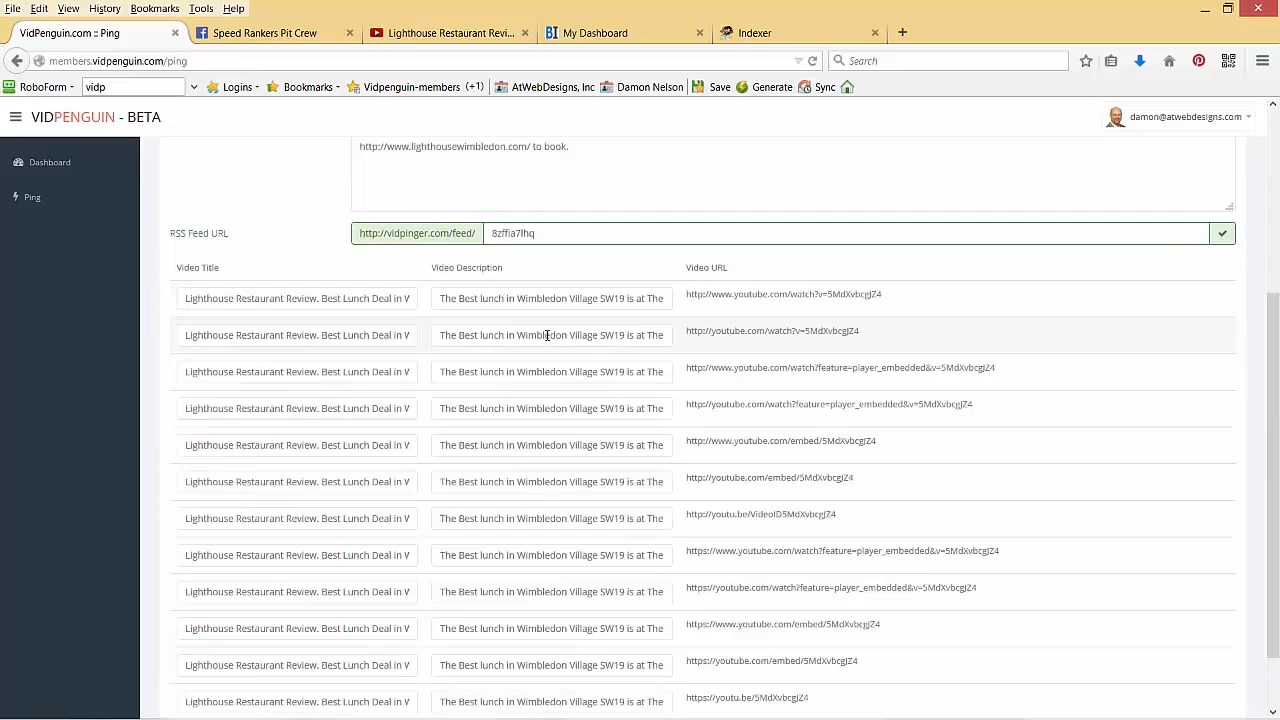 File Edit View History Bookmarks Tools Help
VidPenguin.com :: Ping
Speed Rankers Pit Crew
Lighthouse Restaurant Revi...
BI My Dashboard
Indexer
members.vidpenguin.com/ping
Search
RoboForm
vidp
Logins
Bookmarks
Vidpenguin-members (+1)
AtWebDesigns, Inc
Damon Nelson
Save
Generate
Sync
VIDPENGUIN - BETA
damon@atwebdesigns.com
Dashboard
Ping
http://www.lighthousewimbledon.com/ to book.
RSS Feed URL http://vidpinger.com/feed/ 8zffia7lhq
Video Title Video Description Video URL
Lighthouse Restaurant Review. Best Lunch Deal in The Best lunch in Wimbledon Village SW19 is at The http://www.youtube.com/watch?v=5MdXvbcgJZ4
Lighthouse Restaurant Review. Best Lunch Deal in The Best lunch in Wimbledon Village SW19 is at The http://youtube.com/watch?v=5MdXvbcgJZ4
Lighthouse Restaurant Review. Best Lunch Deal in The Best lunch in Wimbledon Village SW19 is at The http://www.youtube.com/watch?feature=player_embedded&v=5MdXvbcgJZ4
Lighthouse Restaurant Review. Best Lunch Deal in The Best lunch in Wimbledon Village SW19 is at The http://youtube.com/watch?feature=player_embedded&v=5MdXvbcgJZ4
Lighthouse Restaurant Review. Best Lunch Deal in The Best lunch in Wimbledon Village SW19 is at The http://www.youtube.com/embed/5MdXvbcgJZ4
Lighthouse Restaurant Review. Best Lunch Deal in The Best lunch in Wimbledon Village SW19 is at The http://youtube.com/embed/5MdXvbcgJZ4
Lighthouse Restaurant Review. Best Lunch Deal in The Best lunch in Wimbledon Village SW19 is at The http://youtu.be/VideoID5MdXvbcgJZ4
Lighthouse Restaurant Review. Best Lunch Deal in The Best lunch in Wimbledon Village SW19 is at The https://www.youtube.com/watch?feature=player_embedded&v=5MdXvbcgJZ4
Lighthouse Restaurant Review. Best Lunch Deal in The Best lunch in Wimbledon Village SW19 is at The https://youtube.com/watch?feature=player_embedded&v=5MdXvbcgJZ4
Lighthouse Restaurant Review. Best Lunch Deal in The Best lunch in Wimbledon Village SW19 is at The https://www.youtube.com/embed/5MdXvbcgJZ4
Lighthouse Restaurant Review. Best Lunch Deal in The Best lunch in Wimbledon Village SW19 is at The https://youtube.com/embed/5MdXvbcgJZ4
Lighthouse Restaurant Review. Best Lunch Deal in The Best lunch in Wimbledon Village SW19 is at The https://youtu.be/5MdXvbcgJZ4